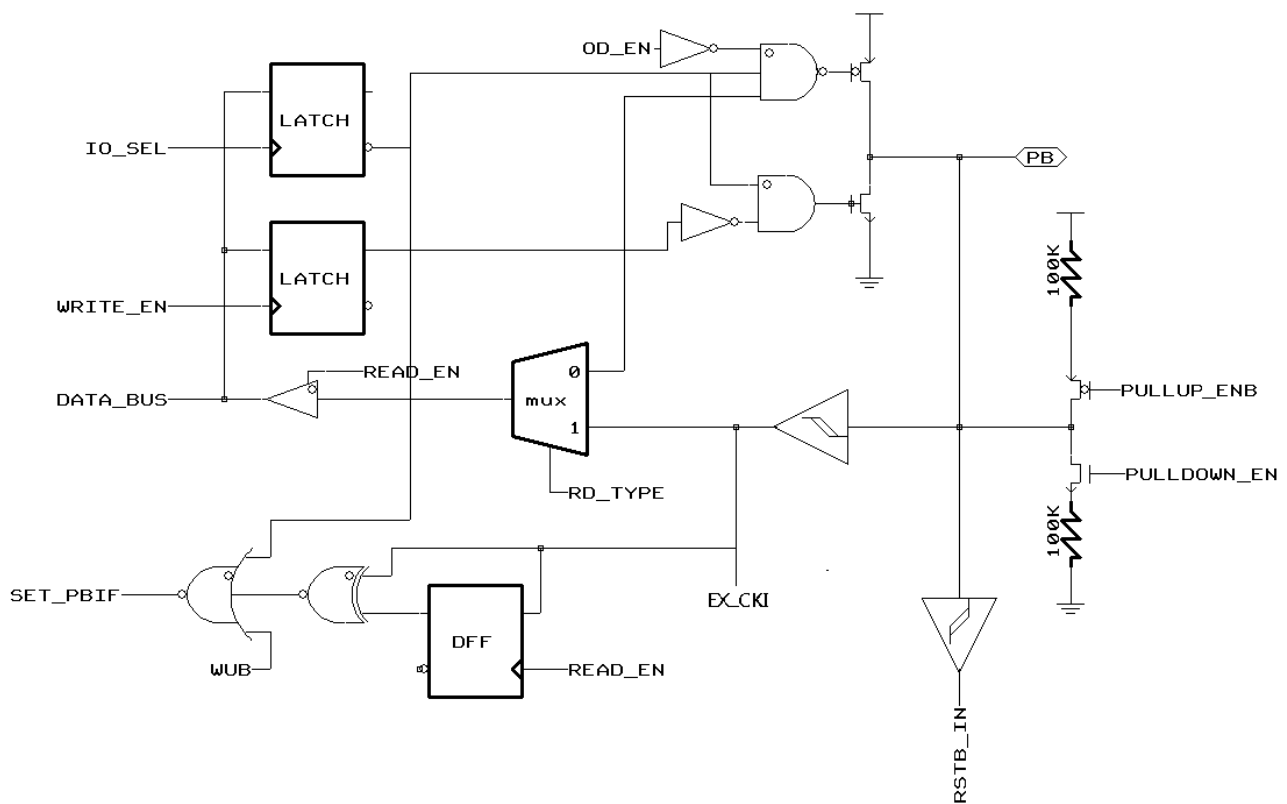 OD_EN
LATCH
IO_SEL
PB
LATCH
100K
WRITE_EN
READ_EN
0
DATA_BUS
mux
PULLUP_ENB
1
PULLDOWN_EN
RD_TYPE
100K
SET_PBIF
EX_CKI
DFF
WUB
READ_EN
RSTB_IN